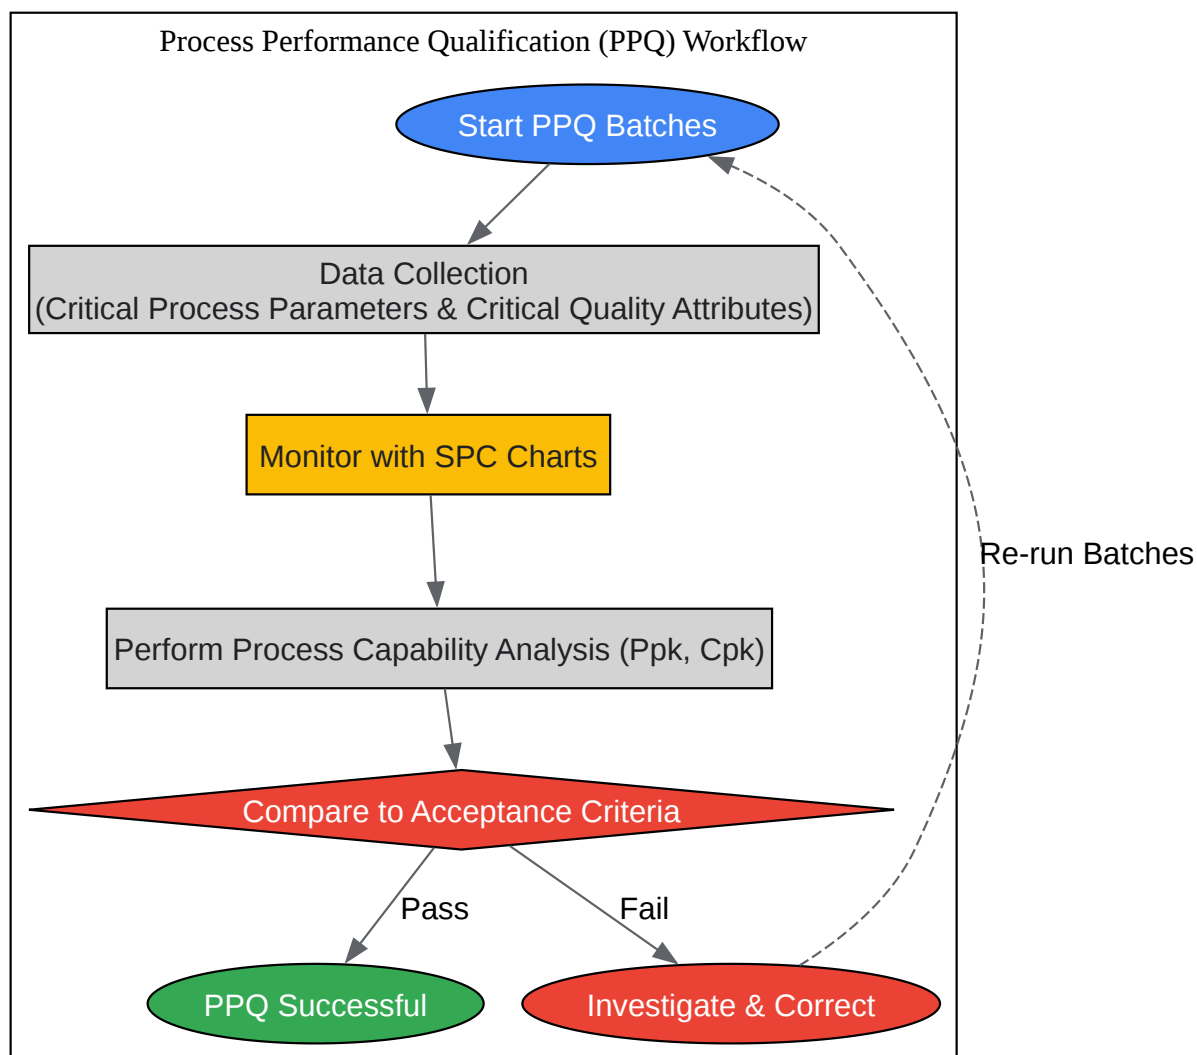 Process Performance Qualification (PPQ) Workflow
Start PPQ Batches
Data Collection
(Critical Process Parameters & Critical Quality Attributes)
Monitor with SPC Charts
Re-run Batches
Perform Process Capability Analysis (Ppk, Cpk)
Compare to Acceptance Criteria
Pass
Fail
PPQ Successful
Investigate & Correct